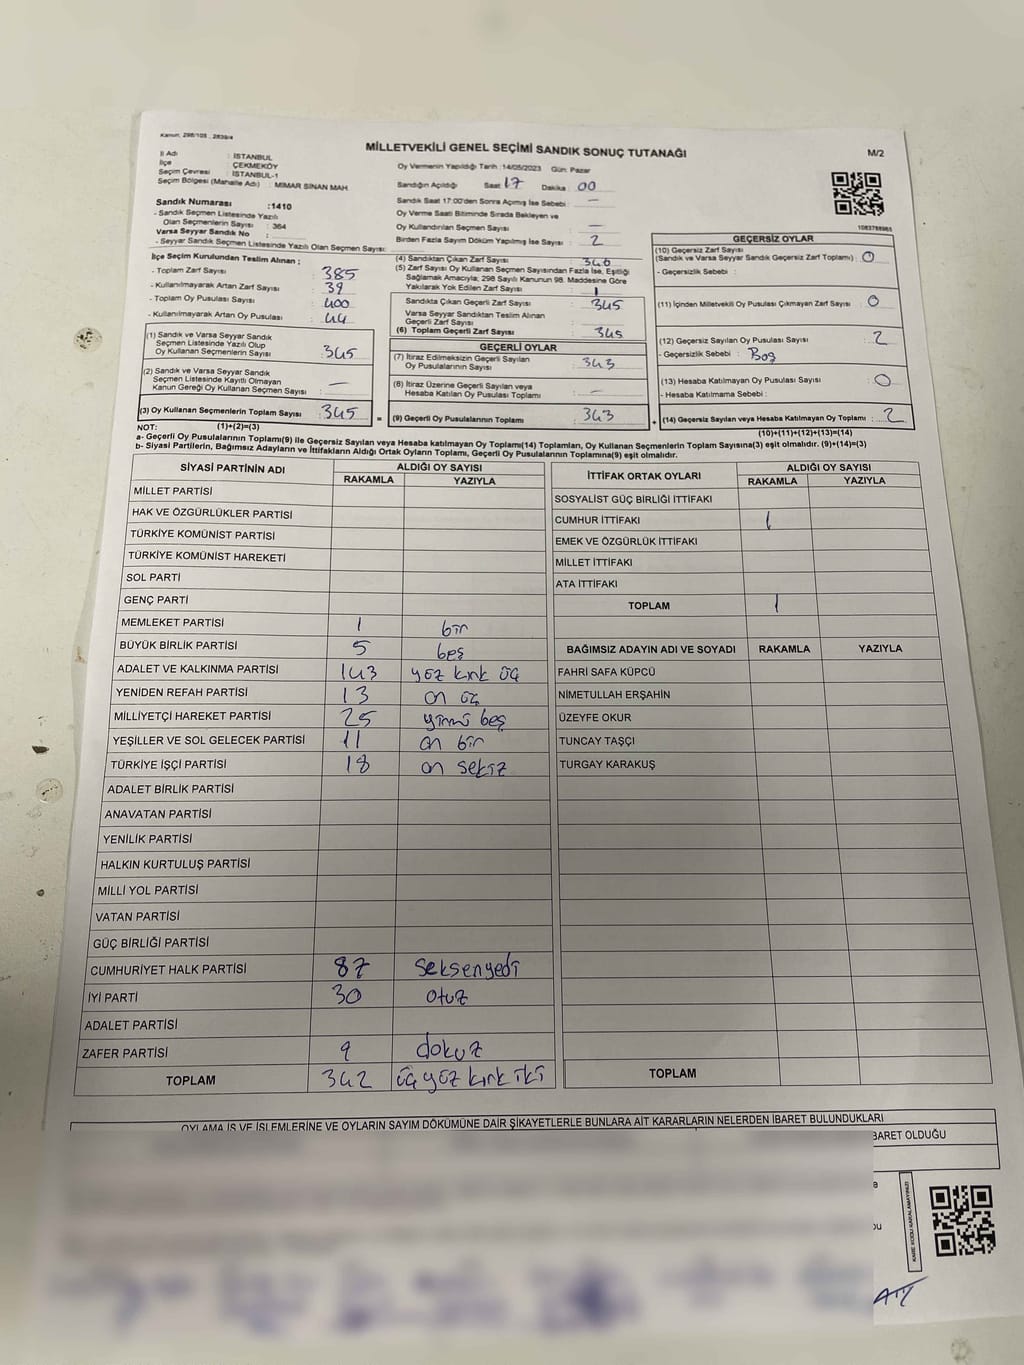 Kanun, 298/105 , 2839/4
MİLLETVEKİLİ GENEL SEÇİMİ SANDIK SONUÇ TUTANAĞI
M/2
İl Adı : İSTANBUL
İlçe : ÇEKMEKÖY
Seçim Çevresi : İSTANBUL-1
Seçim Bölgesi (Mahalle Adı) : MİMAR SİNAN MAH.
Oy Vermenin Yapıldığı Tarih :14/05/2023 Gün: Pazar
Sandığın Açıldığı Saat 17 Dakika : 00
Sandık Saat 17:00'den Sonra Açımış İse Sebebi : —
Oy Verme Saati Bitiminde Sırada Bekleyen ve
Oy Kullandırılan Seçmen Sayısı : —
Birden Fazla Sayım Döküm Yapılmış İse Sayısı : 2
1083788985
Sandık Numarası :1410
- Sandık Seçmen Listesinde Yazılı
Olan Seçmenlerin Sayısı : 364
Varsa Seyyar Sandık No :
- Seyyar Sandık Seçmen Listesinde Yazılı Olan Seçmen Sayısı:
İlçe Seçim Kurulundan Teslim Alınan ;
- Toplam Zarf Sayısı : 385
- Kullanılmayarak Artan Zarf Sayısı : 39
- Toplam Oy Pusulası Sayısı : 400
- Kullanılmayarak Artan Oy Pusulası : 44
(1) Sandık ve Varsa Seyyar Sandık
Seçmen Listesinde Yazılı Olup
Oy Kullanan Seçmenlerin Sayısı : 345
(2) Sandık ve Varsa Seyyar Sandık
Seçmen Listesinde Kayıtlı Olmayan
Kanun Gereği Oy Kullanan Seçmen Sayısı : —
(3) Oy Kullanan Seçmenlerin Toplam Sayısı : 345
(1)+(2)=(3)
(4) Sandıktan Çıkan Zarf Sayısı : 346
(5) Zarf Sayısı Oy Kullanan Seçmen Sayısından Fazla İse, Eşitliği
Sağlamak Amacıyla; 298 Sayılı Kanunun 98. Maddesine Göre
Yakılarak Yok Edilen Zarf Sayısı : 1
Sandıkta Çıkan Geçerli Zarf Sayısı : 345
Varsa Seyyar Sandıktan Teslim Alınan
Geçerli Zarf Sayısı :
(6) Toplam Geçerli Zarf Sayısı : 345
GEÇERLİ OYLAR
(7) İtiraz Edilmeksizin Geçerli Sayılan
Oy Pusulalarının Sayısı : 343
(8) İtiraz Üzerine Geçerli Sayılan veya
Hesaba Katılan Oy Pusulası Toplamı : —
= (9) Geçerli Oy Pusulalarının Toplamı : 343
GEÇERSİZ OYLAR
(10) Geçersiz Zarf Sayısı
(Sandık ve Varsa Seyyar Sandık Geçersiz Zarf Toplamı) : 0
- Geçersizlik Sebebi :
(11) İçinden Milletvekili Oy Pusulası Çıkmayan Zarf Sayısı : 0
(12) Geçersiz Sayılan Oy Pusulası Sayısı : 2
- Geçersizlik Sebebi : Boş
(13) Hesaba Katılmayan Oy Pusulası Sayısı : 0
- Hesaba Katılmama Sebebi :
+ (14) Geçersiz Sayılan veya Hesaba Katılmayan Oy Toplamı : 2
(10)+(11)+(12)+(13)=(14)
NOT:
a- Geçerli Oy Pusulalarının Toplamı(9) ile Geçersiz Sayılan veya Hesaba katılmayan Oy Toplamı(14) Toplamları, Oy Kullanan Seçmenlerin Toplam Sayısına(3) eşit olmalıdır. (9)+(14)=(3)
b- Siyasi Partilerin, Bağımsız Adayların ve İttifakların Aldığı Ortak Oyların Toplamı, Geçerli Oy Pusulalarının Toplamına(9) eşit olmalıdır.
SİYASİ PARTİNİN ADI ALDIĞI OY SAYISI
RAKAMLA YAZIYLA
MİLLET PARTİSİ
HAK VE ÖZGÜRLÜKLER PARTİSİ
TÜRKİYE KOMÜNİST PARTİSİ
TÜRKİYE KOMÜNİST HAREKETİ
SOL PARTİ
GENÇ PARTİ
MEMLEKET PARTİSİ 1 bir
BÜYÜK BİRLİK PARTİSİ 5 beş
ADALET VE KALKINMA PARTİSİ 143 yüz kırk üç
YENİDEN REFAH PARTİSİ 13 on üç
MİLLİYETÇİ HAREKET PARTİSİ 25 yirmi beş
YEŞİLLER VE SOL GELECEK PARTİSİ 11 on bir
TÜRKİYE İŞÇİ PARTİSİ 18 on sekiz
ADALET BİRLİK PARTİSİ
ANAVATAN PARTİSİ
YENİLİK PARTİSİ
HALKIN KURTULUŞ PARTİSİ
MİLLİ YOL PARTİSİ
VATAN PARTİSİ
GÜÇ BİRLİĞİ PARTİSİ
CUMHURİYET HALK PARTİSİ 87 seksenyedi
İYİ PARTİ 30 otuz
ADALET PARTİSİ
ZAFER PARTİSİ 9 dokuz
TOPLAM 342 üç yüz kırk iki
İTTİFAK ORTAK OYLARI ALDIĞI OY SAYISI
RAKAMLA YAZIYLA
SOSYALİST GÜÇ BİRLİĞİ İTTİFAKI
CUMHUR İTTİFAKI 1
EMEK VE ÖZGÜRLÜK İTTİFAKI
MİLLET İTTİFAKI
ATA İTTİFAKI
TOPLAM 1
BAĞIMSIZ ADAYIN ADI VE SOYADI RAKAMLA YAZIYLA
FAHRİ SAFA KÜPCÜ
NİMETULLAH ERŞAHİN
ÜZEYFE OKUR
TUNCAY TAŞÇI
TURGAY KARAKUŞ
TOPLAM
OYLAMA İŞ VE İŞLEMLERİNE VE OYLARIN SAYIM DÖKÜMÜNE DAİR ŞİKAYETLERLE BUNLARA AİT KARARLARIN NELERDEN İBARET BULUNDUKLARI
BARET OLDUĞU
KARE KODU KARALAMAYINIZ!